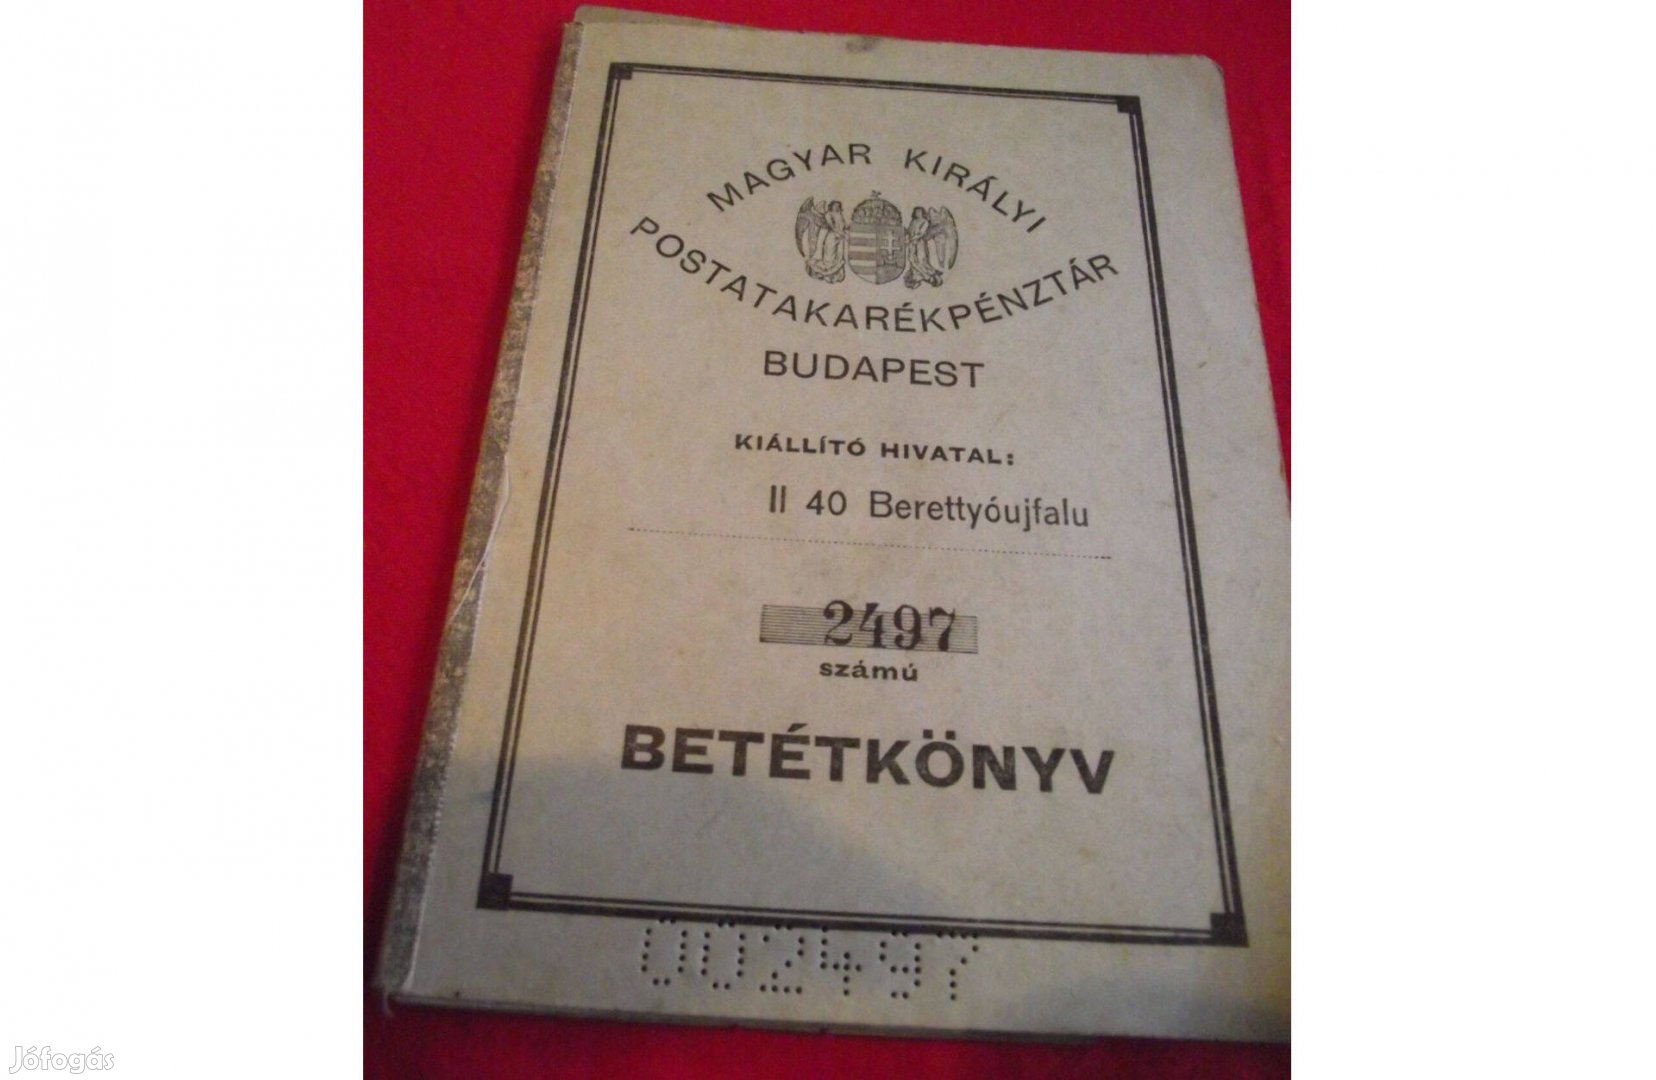 MAGYAR KIRÁLYI
POSTATAKARÉKPÉNZTÁR
BUDAPEST
KIÁLLÍTÓ HIVATAL:
II 40 Berettyóujfalu
2497
számú
BETÉTKÖNYV
002497
Jófogás